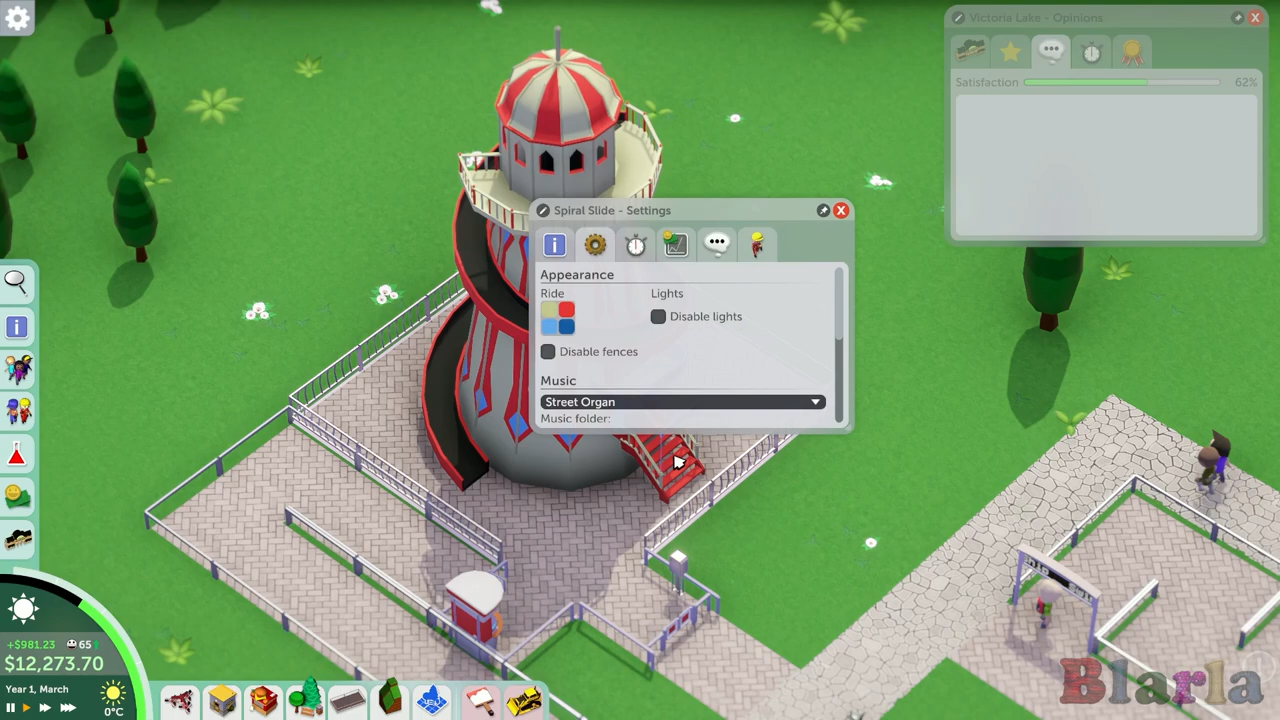 Victoria Lake - Opinions
Satisfaction 62%
Spiral Slide - Settings
Appearance
Ride
Lights
Disable lights
Disable fences
Music
Street Organ
Music folder:
+$981.23 65
$12,273.70
Year 1, March
0°C
Blarla